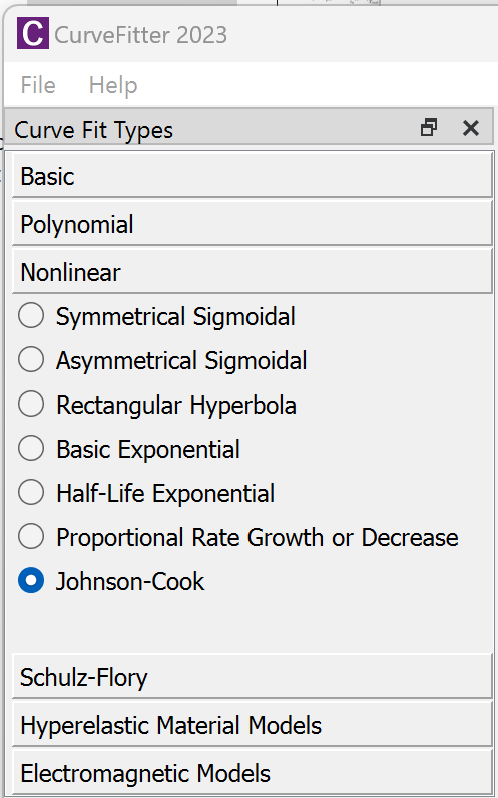 C CurveFitter 2023
File Help
Curve Fit Types
Basic
Polynomial
Nonlinear
Symmetrical Sigmoidal
Asymmetrical Sigmoidal
Rectangular Hyperbola
Basic Exponential
Half-Life Exponential
Proportional Rate Growth or Decrease
Johnson-Cook
Schulz-Flory
Hyperelastic Material Models
Electromagnetic Models